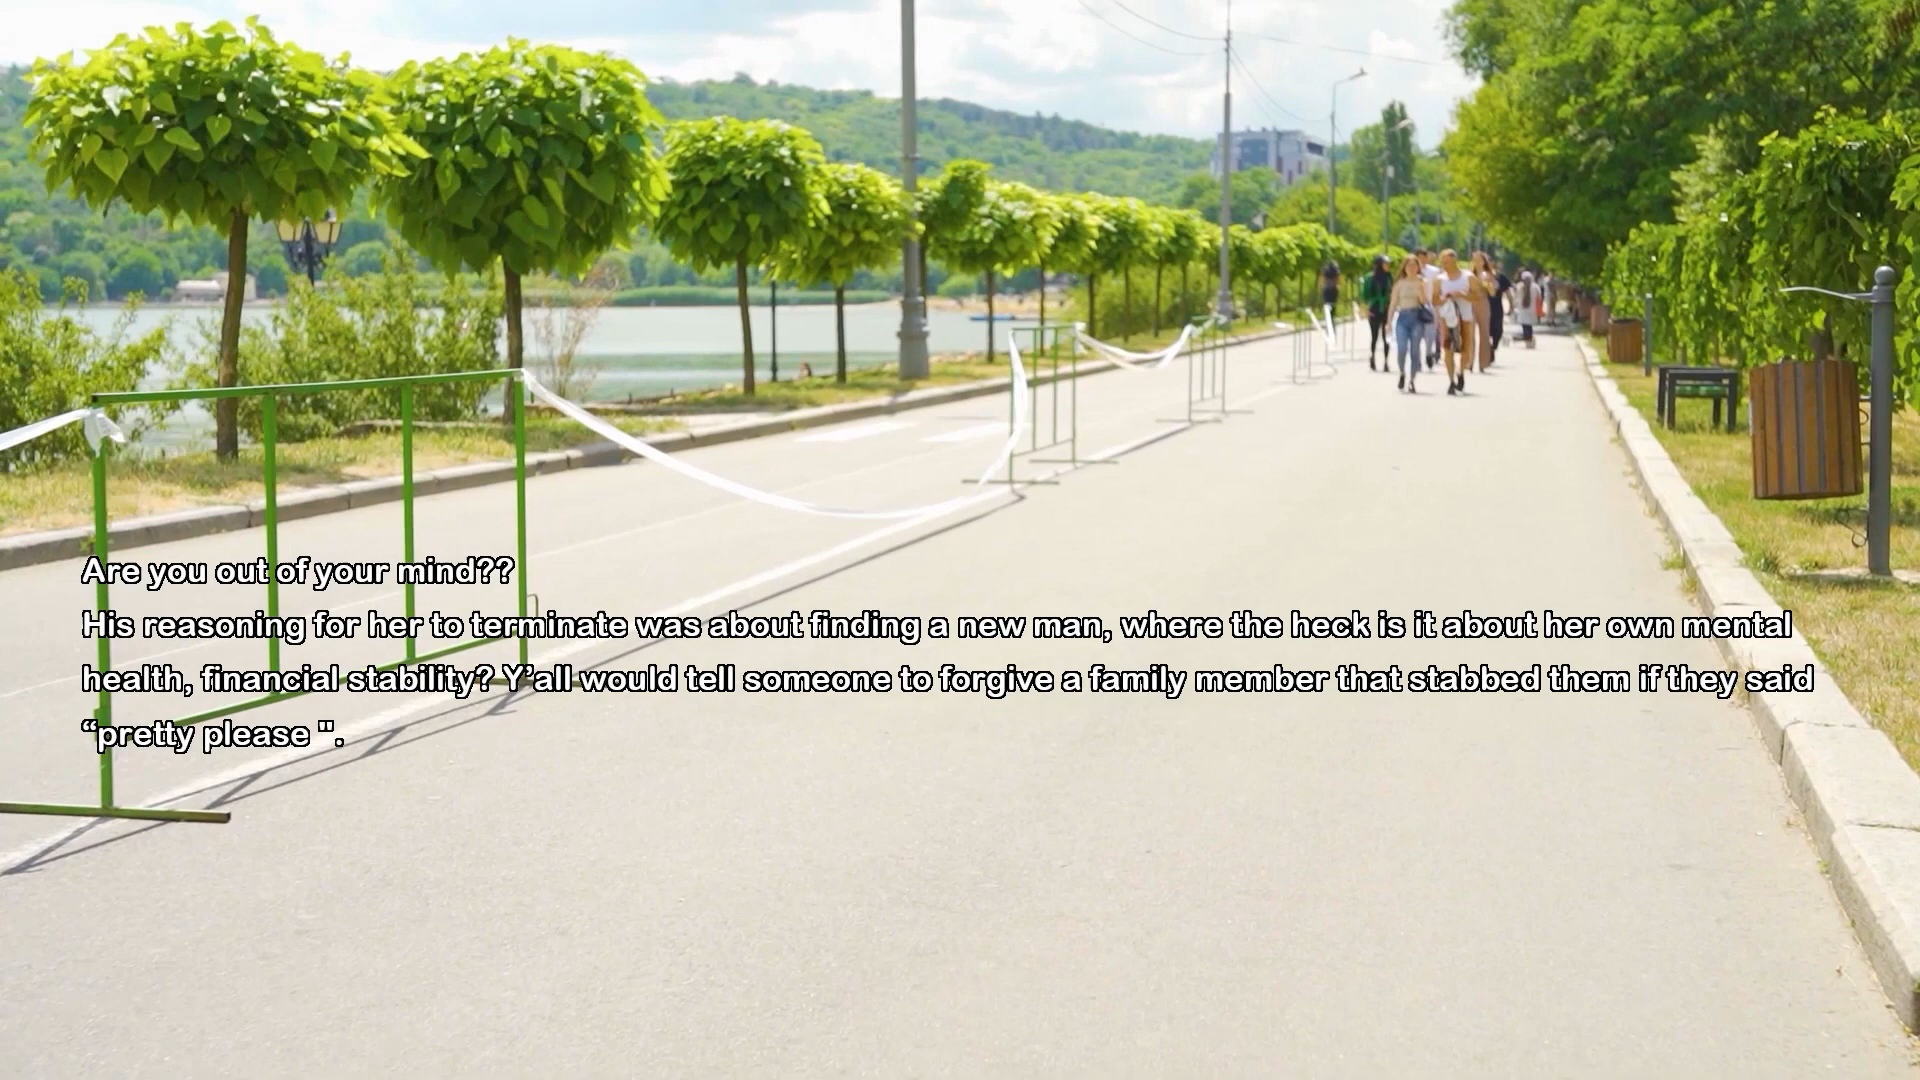 Are you out of your mind??
His reasoning for her to terminate was about finding a new man, where the heck is it about her own mental
health, financial stability? Y’all would tell someone to forgive a family member that stabbed them if they said
“pretty please ".